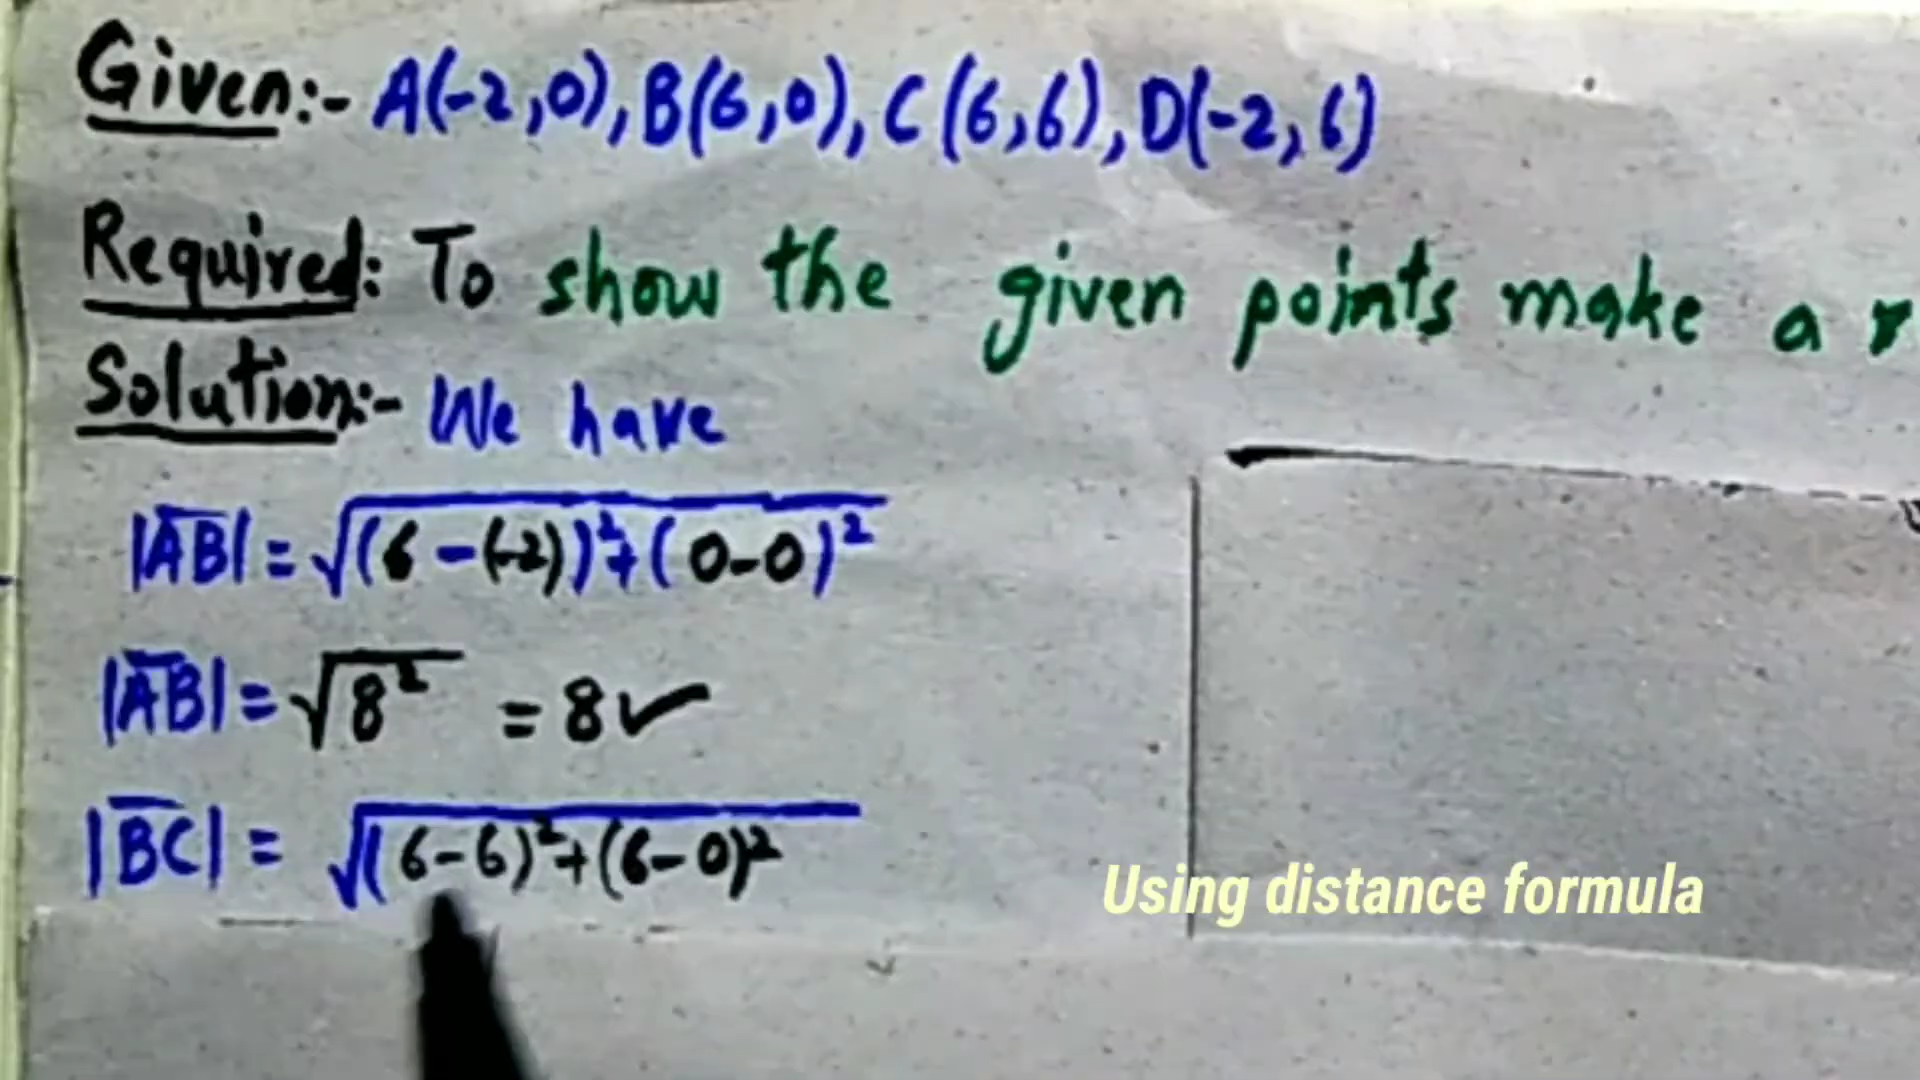 Given:- A(-2,0), B(6,0), C(6,6), D(-2,6)
Required: To show the given points make a
Solution:- We have
|AB| = √(6-(-2))²+(0-0)²
|AB| = √8² = 8✓
|BC| = √(6-6)²+(6-0)²
Using distance formula